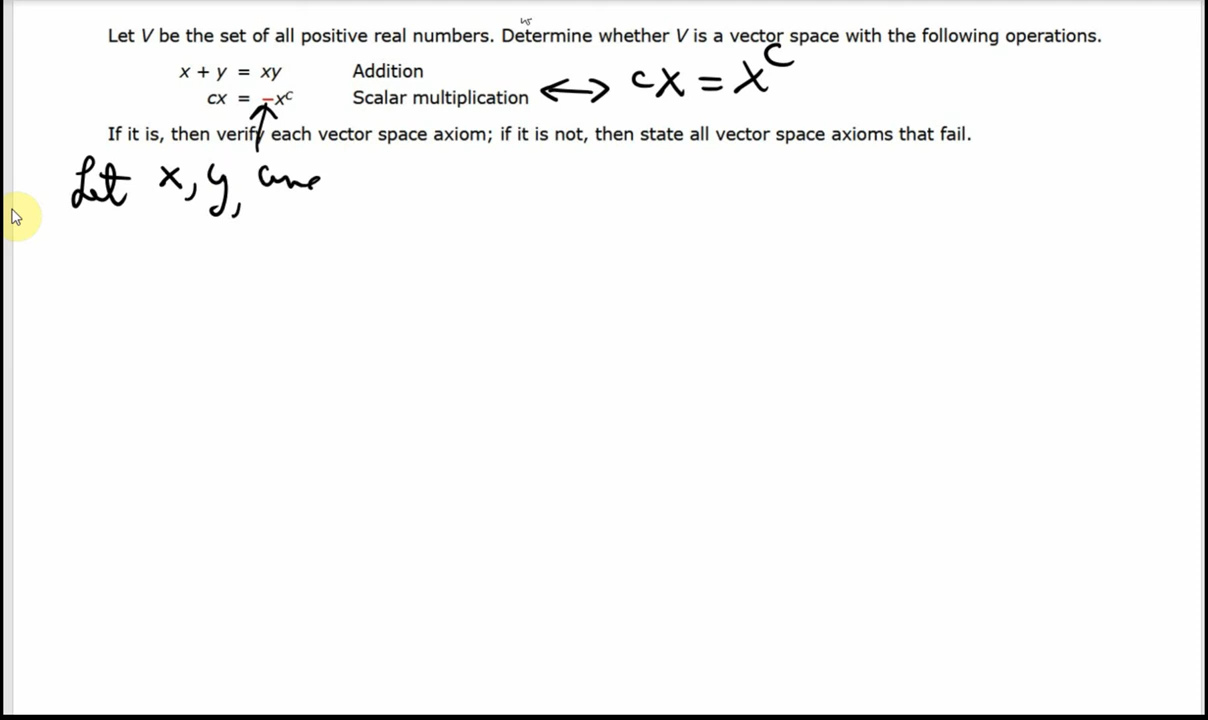 Let V be the set of all positive real numbers. Determine whether V is a vector space with the following operations.
x + y = xy Addition
cx = −xᶜ Scalar multiplication ⟷ cx = xᶜ
If it is, then verify each vector space axiom; if it is not, then state all vector space axioms that fail.
Let x, y,